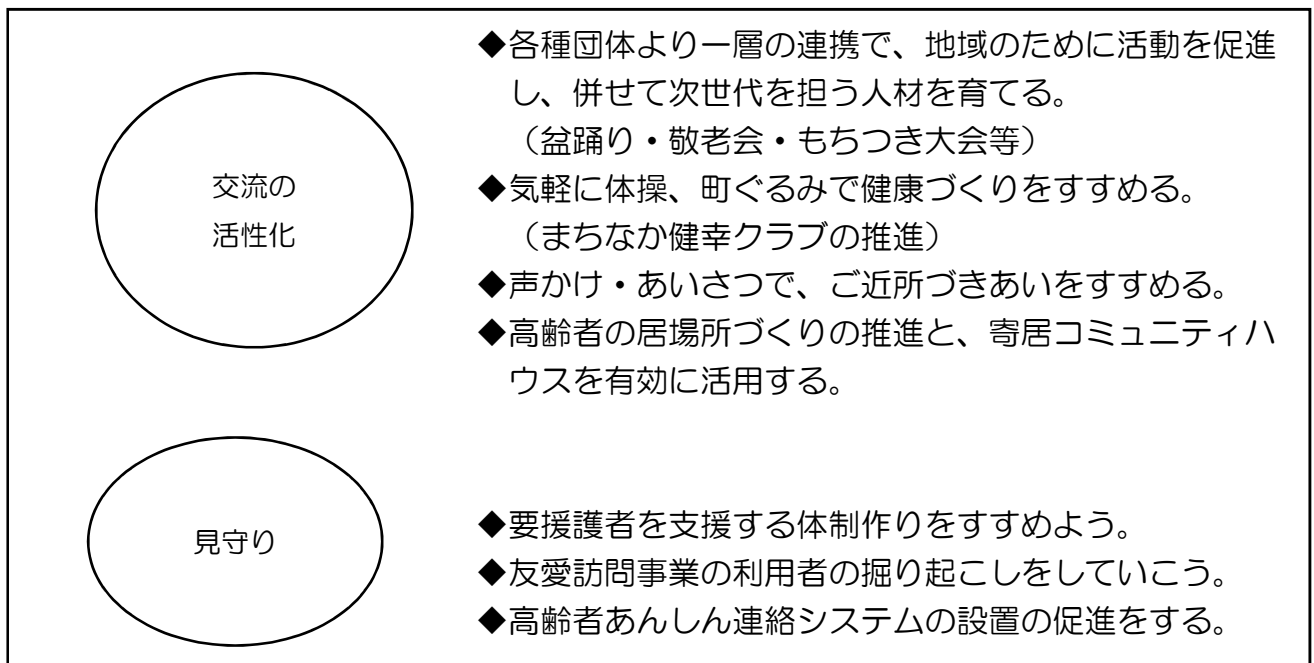 交流の
活性化
◆各種団体より一層の連携で、地域のために活動を促進
し、併せて次世代を担う人材を育てる。
（盆踊り・敬老会・もちつき大会等）
◆気軽に体操、町ぐるみで健康づくりをすすめる。
（まちなか健幸クラブの推進）
◆声かけ・あいさつで、ご近所づきあいをすすめる。
◆高齢者の居場所づくりの推進と、寄居コミュニティハ
ウスを有効に活用する。
見守り
◆要援護者を支援する体制作りをすすめよう。
◆友愛訪問事業の利用者の掘り起こしをしていこう。
◆高齢者あんしん連絡システムの設置の促進をする。